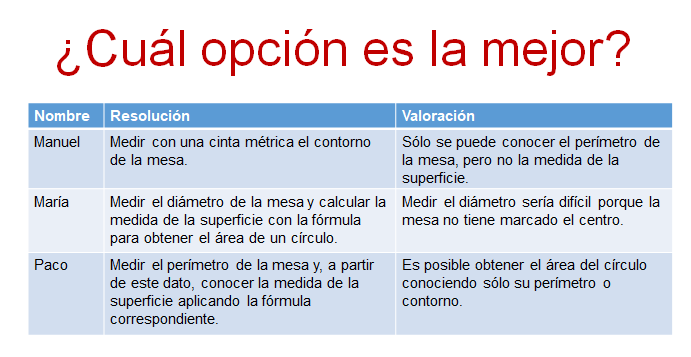 ¿Cuál opción es la mejor?
Nombre Resolución Valoración
Manuel Medir con una cinta métrica el contorno Sólo se puede conocer el perímetro de
de la mesa. la mesa, pero no la medida de la
superficie.
María Medir el diámetro de la mesa y calcular la Medir el diámetro sería difícil porque la
medida de la superficie con la fórmula mesa no tiene marcado el centro.
para obtener el área de un círculo.
Paco Medir el perímetro de la mesa y, a partir Es posible obtener el área del círculo
de este dato, conocer la medida de la conociendo sólo su perímetro o
superficie aplicando la fórmula contorno.
correspondiente.